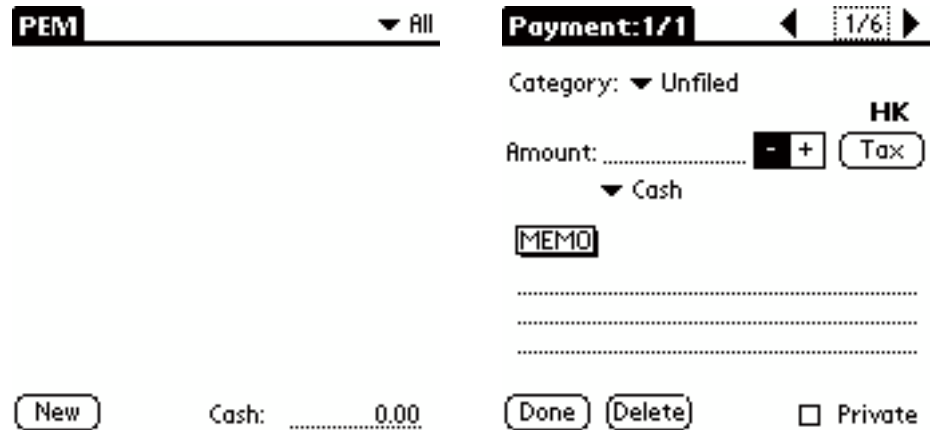 PEM All
New Cash: 0.00
Payment:1/1 1/6
Category: Unfiled
HK
Amount: - + Tax
Cash
MEMO
Done Delete Private